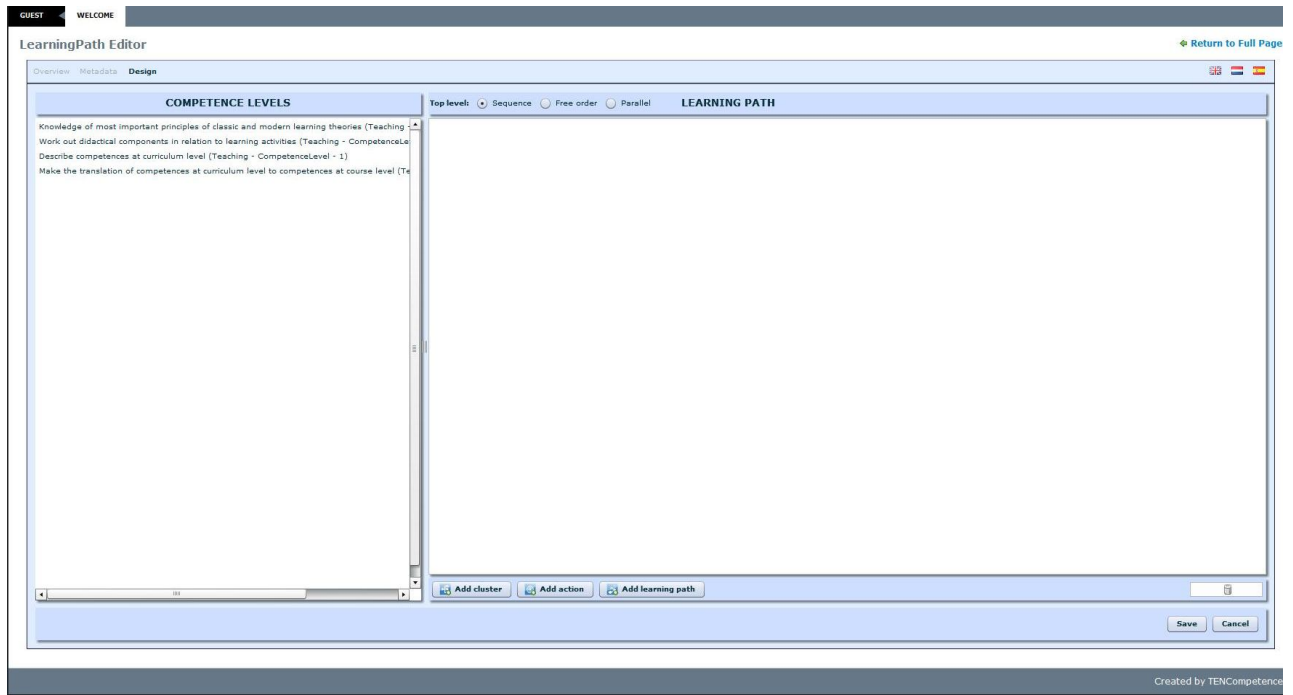 GUEST WELCOME
LearningPath Editor
Return to Full Page
Overview Metadata Design
COMPETENCE LEVELS
Top level: Sequence Free order Parallel LEARNING PATH
Knowledge of most important principles of classic and modern learning theories (Teaching -
Work out didactical components in relation to learning activities (Teaching - CompetenceLe
Describe competences at curriculum level (Teaching - CompetenceLevel - 1)
Make the translation of competences at curriculum level to competences at course level (Te
Add cluster Add action Add learning path
Save Cancel
Created by TENCompetence